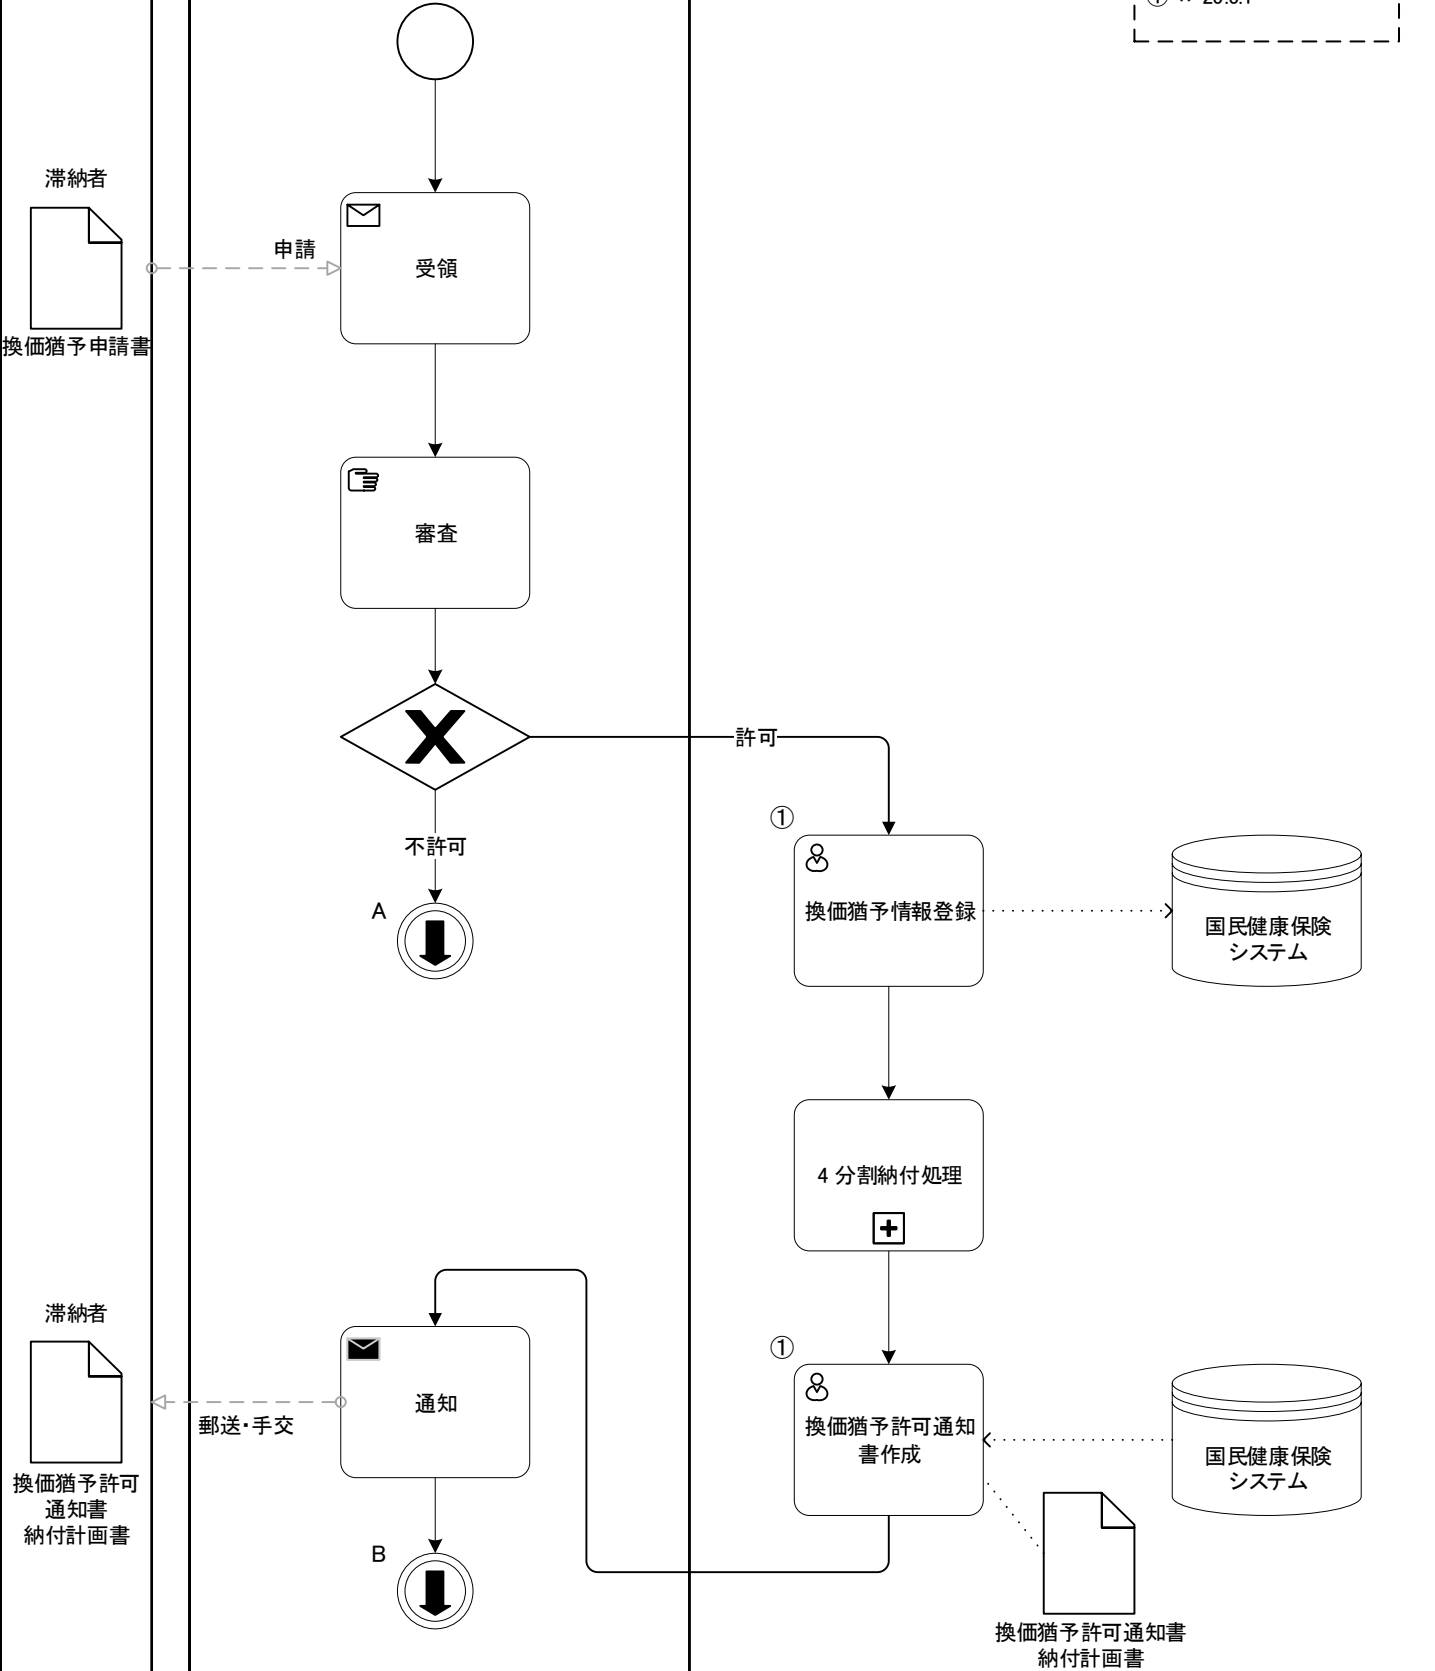 滞納者
換価猶予申請書
申請
受領
審査
許可
不許可
A
①
換価猶予情報登録
国民健康保険
システム
4 分割納付処理
滞納者
換価猶予許可
通知書
納付計画書
郵送・手交
通知
B
①
換価猶予許可通知
書作成
国民健康保険
システム
換価猶予許可通知書
納付計画書